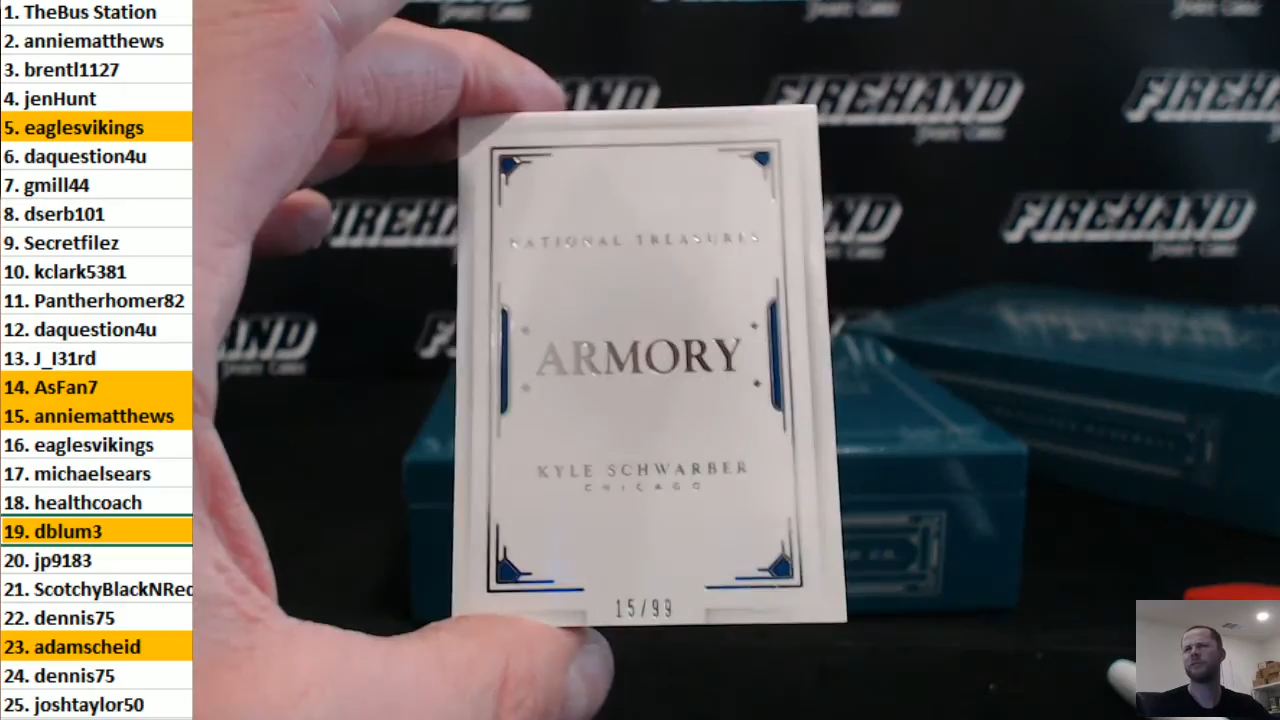 1. TheBus Station
2. anniematthews
3. brentl1127
4. jenHunt
5. eaglesvikings
6. daquestion4u
7. gmill44
8. dserb101
9. Secretfilez
10. kclark5381
11. Pantherhomer82
12. daquestion4u
13. J_I31rd
14. AsFan7
15. anniematthews
16. eaglesvikings
17. michaelsears
18. healthcoach
19. dblum3
20. jp9183
21. ScotchyBlackNRed
22. dennis75
23. adamscheid
24. dennis75
25. joshtaylor50
NATIONAL TREASURES
ARMORY
KYLE SCHWARBER
CHICAGO
15/99
FIREHAND
FIREHAND
FIREHAND
FIREHAND